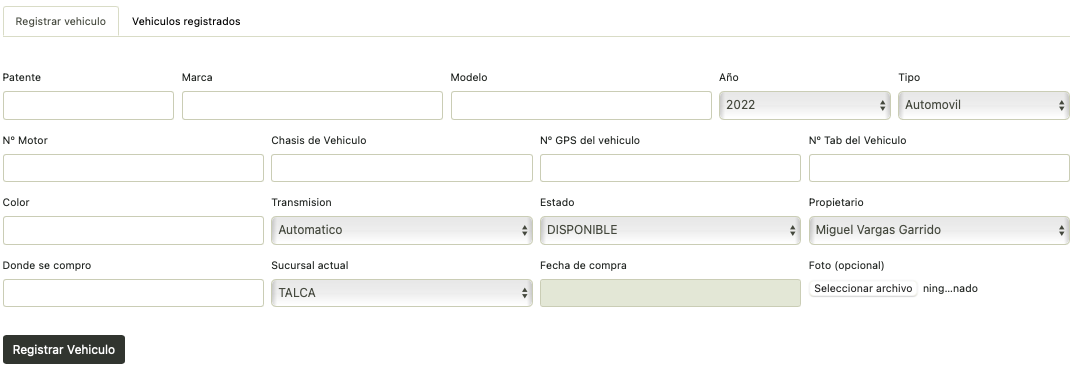 Registrar vehiculo Vehiculos registrados
Patente Marca Modelo Año Tipo
2022 Automovil
Nº Motor Chasis de Vehiculo Nº GPS del vehiculo Nº Tab del Vehiculo
Color Transmision Estado Propietario
Automatico DISPONIBLE Miguel Vargas Garrido
Donde se compro Sucursal actual Fecha de compra Foto (opcional)
TALCA Seleccionar archivo ning...nado
Registrar Vehiculo